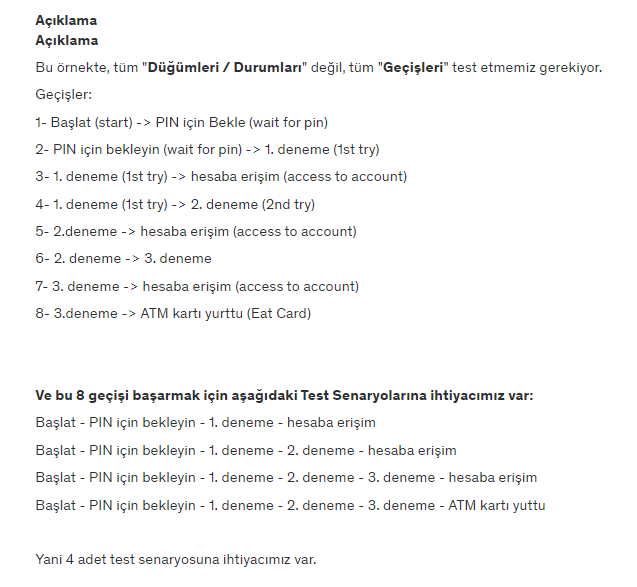 Açıklama
Açıklama
Bu örnekte, tüm "Düğümleri / Durumları" değil, tüm "Geçişleri" test etmemiz gerekiyor.
Geçişler:
1- Başlat (start) -> PIN için Bekle (wait for pin)
2- PIN için bekleyin (wait for pin) -> 1. deneme (1st try)
3- 1. deneme (1st try) -> hesaba erişim (access to account)
4- 1. deneme (1st try) -> 2. deneme (2nd try)
5- 2.deneme -> hesaba erişim (access to account)
6- 2. deneme -> 3. deneme
7- 3. deneme -> hesaba erişim (access to account)
8- 3.deneme -> ATM kartı yurttu (Eat Card)
Ve bu 8 geçişi başarmak için aşağıdaki Test Senaryolarına ihtiyacımız var:
Başlat - PIN için bekleyin - 1. deneme - hesaba erişim
Başlat - PIN için bekleyin - 1. deneme - 2. deneme - hesaba erişim
Başlat - PIN için bekleyin - 1. deneme - 2. deneme - 3. deneme - hesaba erişim
Başlat - PIN için bekleyin - 1. deneme - 2. deneme - 3. deneme - ATM kartı yuttu
Yani 4 adet test senaryosuna ihtiyacımız var.